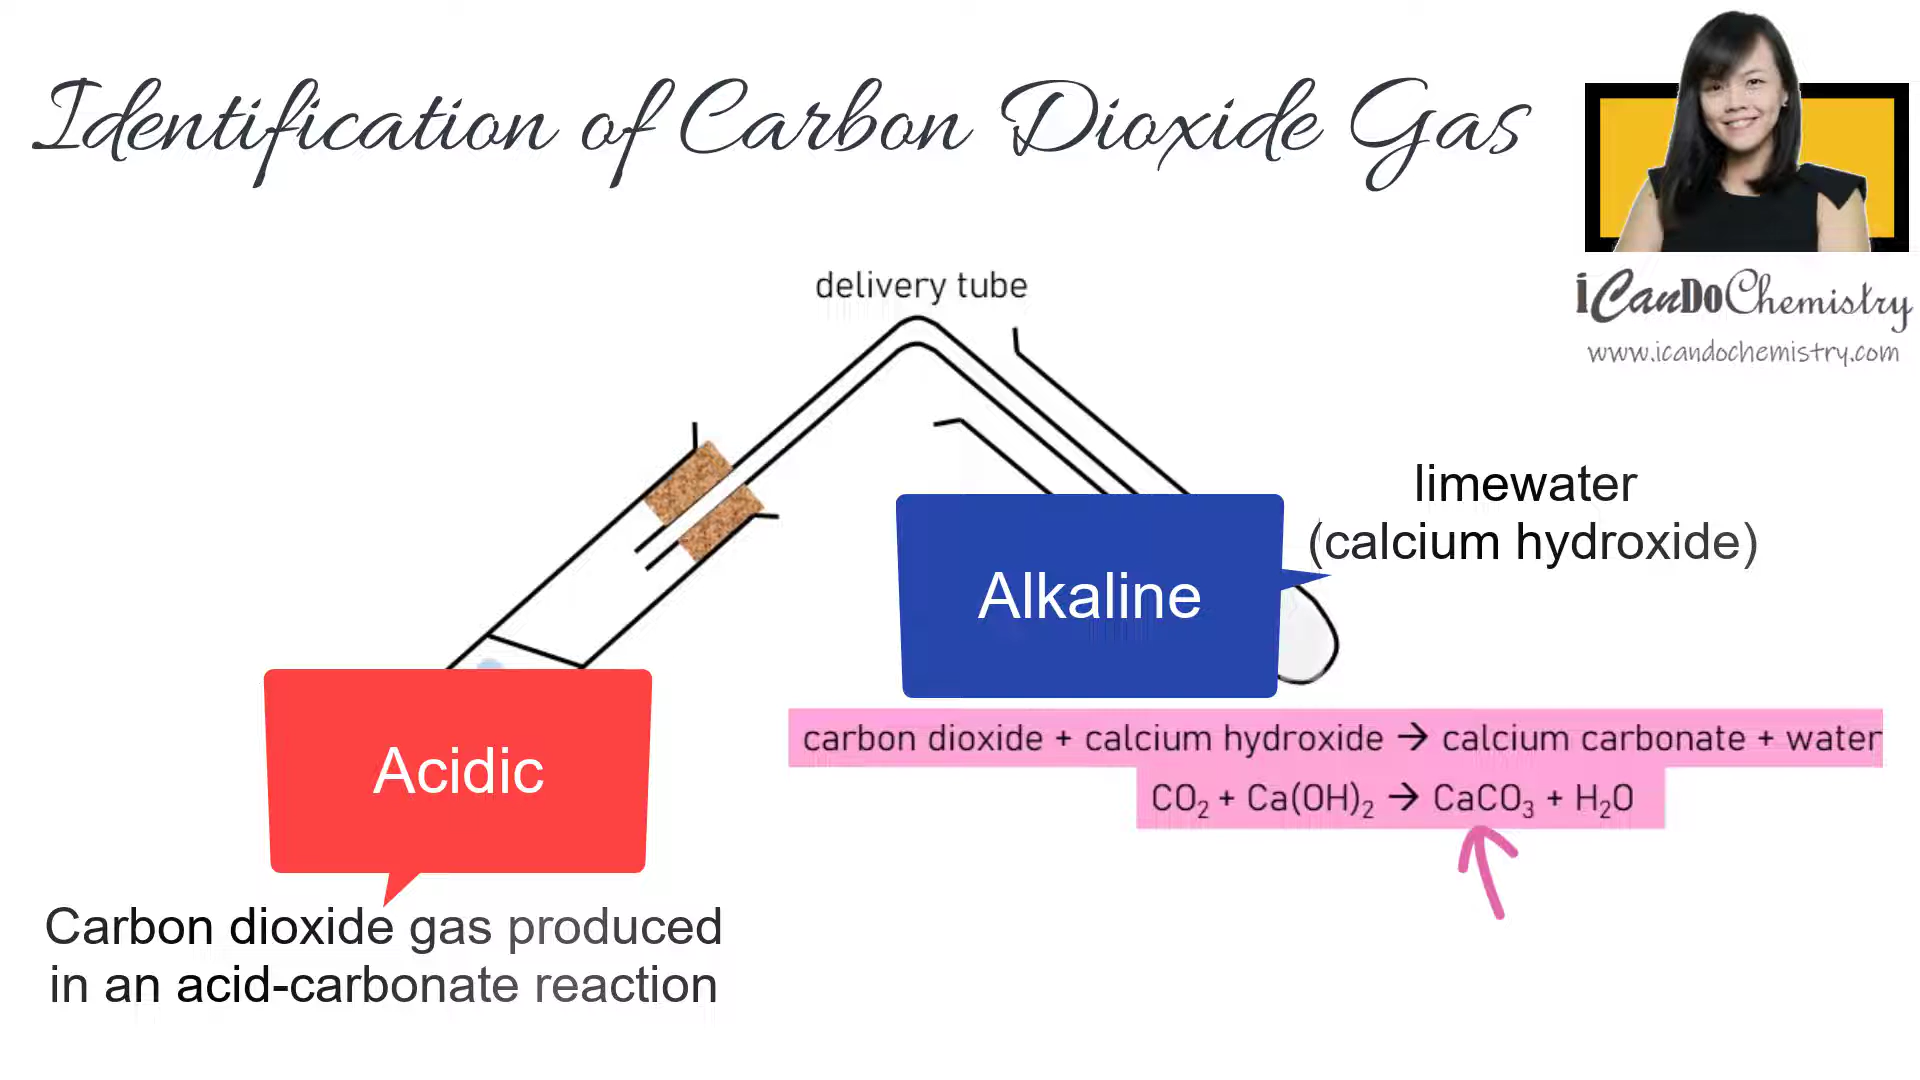 Identification of Carbon Dioxide Gas
iCanDoChemistry
www.icandochemistry.com
delivery tube
limewater
(calcium hydroxide)
Alkaline
Acidic
carbon dioxide + calcium hydroxide → calcium carbonate + water
CO₂ + Ca(OH)₂ → CaCO₃ + H₂O
Carbon dioxide gas produced
in an acid-carbonate reaction